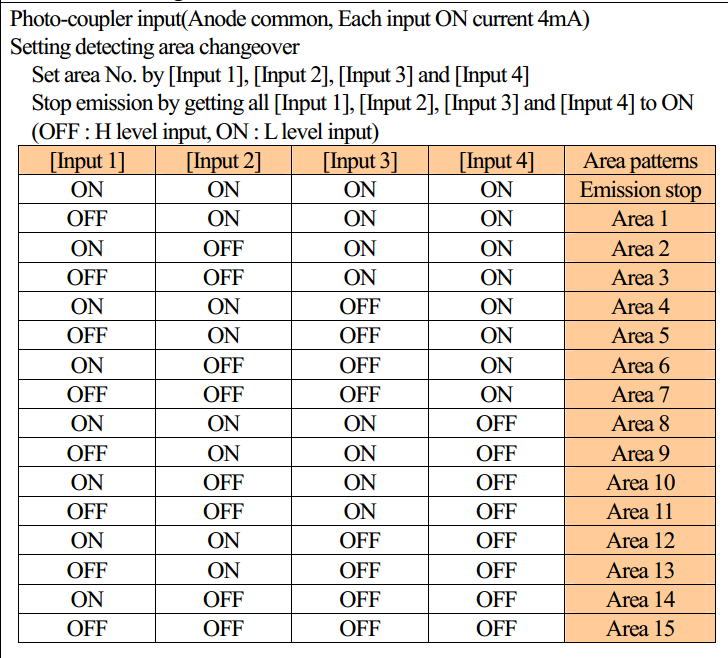 Photo-coupler input(Anode common, Each input ON current 4mA)
Setting detecting area changeover
Set area No. by [Input 1], [Input 2], [Input 3] and [Input 4]
Stop emission by getting all [Input 1], [Input 2], [Input 3] and [Input 4] to ON
(OFF : H level input, ON : L level input)
[Input 1] [Input 2] [Input 3] [Input 4] Area patterns
ON ON ON ON Emission stop
OFF ON ON ON Area 1
ON OFF ON ON Area 2
OFF OFF ON ON Area 3
ON ON OFF ON Area 4
OFF ON OFF ON Area 5
ON OFF OFF ON Area 6
OFF OFF OFF ON Area 7
ON ON ON OFF Area 8
OFF ON ON OFF Area 9
ON OFF ON OFF Area 10
OFF OFF ON OFF Area 11
ON ON OFF OFF Area 12
OFF ON OFF OFF Area 13
ON OFF OFF OFF Area 14
OFF OFF OFF OFF Area 15